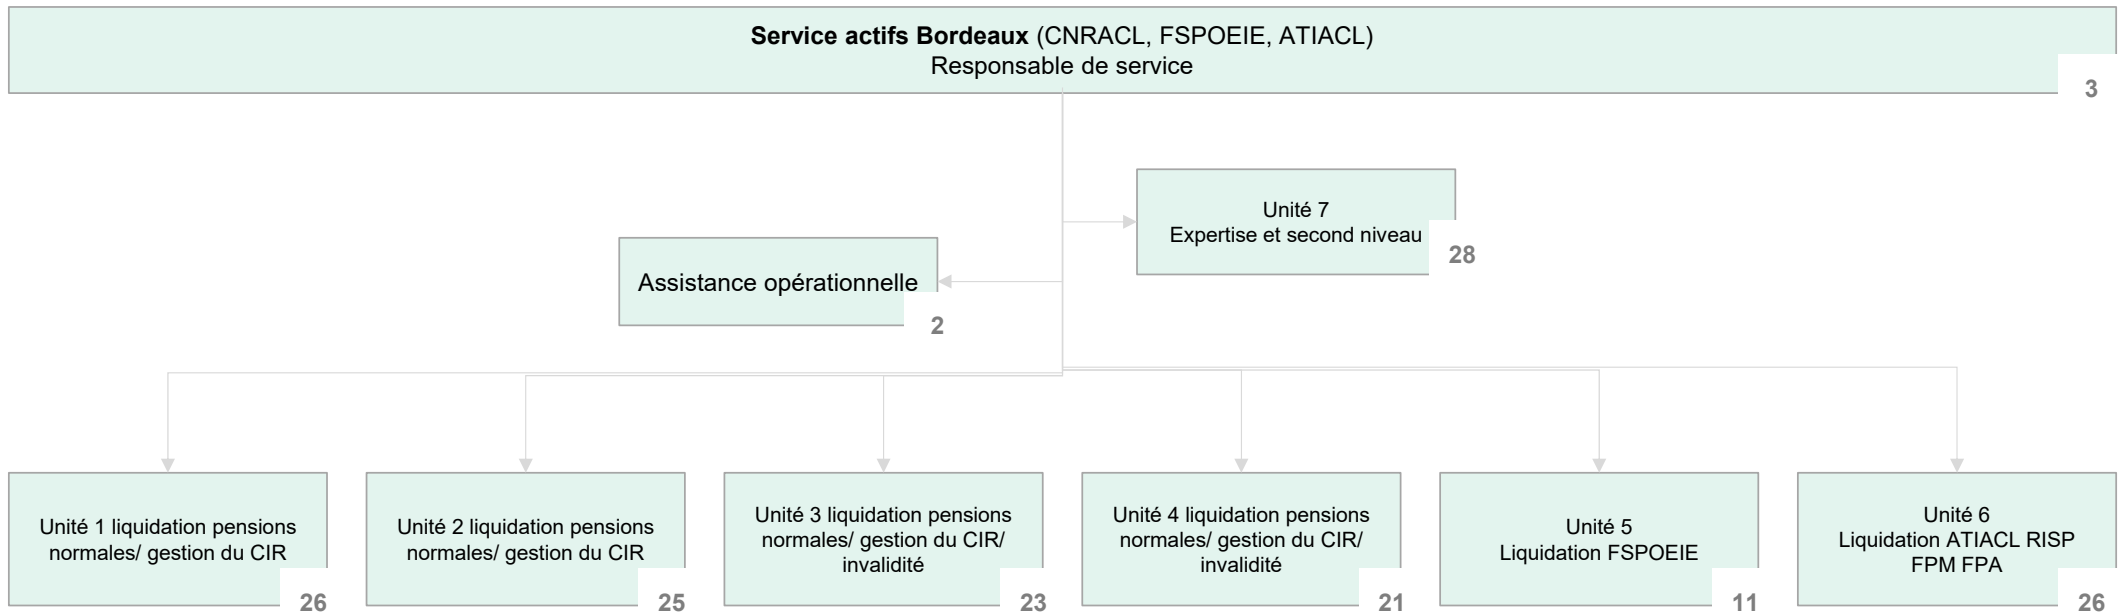 Service actifs Bordeaux (CNRACL, FSPOEIE, ATIACL)
Responsable de service
3
Unité 7
Expertise et second niveau
28
Assistance opérationnelle
2
Unité 1 liquidation pensions
normales/ gestion du CIR
26
Unité 2 liquidation pensions
normales/ gestion du CIR
25
Unité 3 liquidation pensions
normales/ gestion du CIR/
invalidité
23
Unité 4 liquidation pensions
normales/ gestion du CIR/
invalidité
21
Unité 5
Liquidation FSPOEIE
11
Unité 6
Liquidation ATIACL RISP
FPM FPA
26